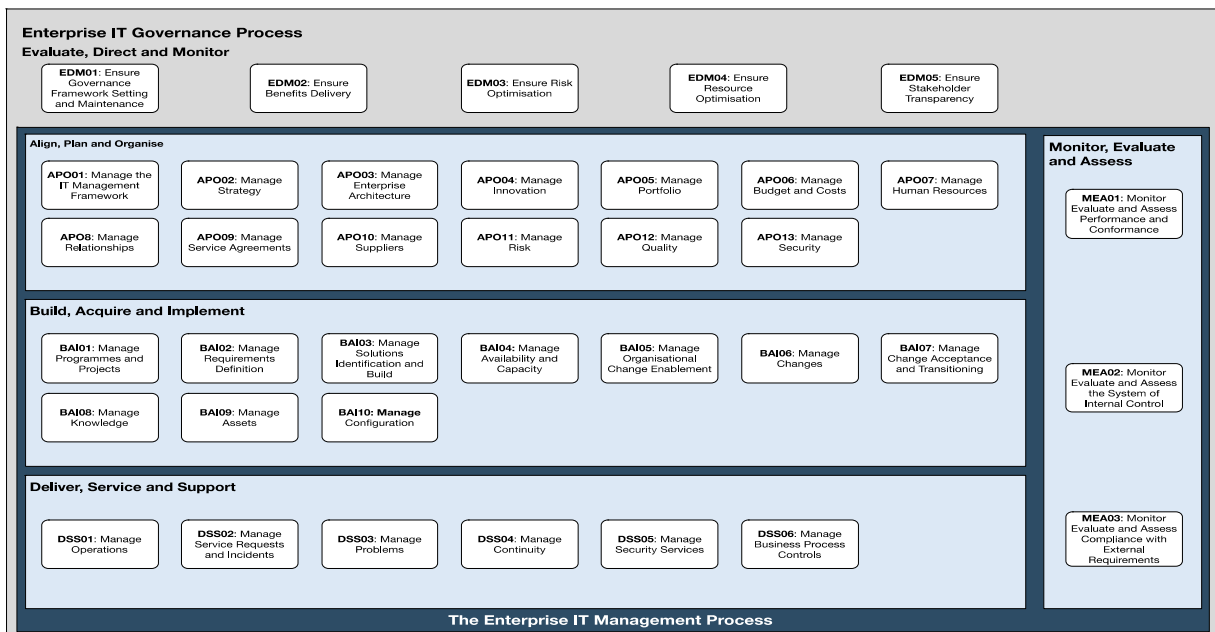 Enterprise IT Governance Process
Evaluate, Direct and Monitor
EDM01: Ensure
Governance
Framework Setting
and Maintenance
EDM02: Ensure
Benefits Delivery
EDM03: Ensure Risk
Optimisation
EDM04: Ensure
Resource
Optimisation
EDM05: Ensure
Stakeholder
Transparency
Align, Plan and Organise
APO01: Manage the
IT Management
Framework
APO02: Manage
Strategy
APO03: Manage
Enterprise
Architecture
APO04: Manage
Innovation
APO05: Manage
Portfolio
APO06: Manage
Budget and Costs
APO07: Manage
Human Resources
APO8: Manage
Relationships
APO09: Manage
Service Agreements
APO10: Manage
Suppliers
APO11: Manage
Risk
APO12: Manage
Quality
APO13: Manage
Security
Build, Acquire and Implement
BAI01: Manage
Programmes and
Projects
BAI02: Manage
Requirements
Definition
BAI03: Manage
Solutions
Identification and
Build
BAI04: Manage
Availability and
Capacity
BAI05: Manage
Organisational
Change Enablement
BAI06: Manage
Changes
BAI07: Manage
Change Acceptance
and Transitioning
BAI08: Manage
Knowledge
BAI09: Manage
Assets
BAI10: Manage
Configuration
Deliver, Service and Support
DSS01: Manage
Operations
DSS02: Manage
Service Requests
and Incidents
DSS03: Manage
Problems
DSS04: Manage
Continuity
DSS05: Manage
Security Services
DSS06: Manage
Business Process
Controls
Monitor, Evaluate
and Assess
MEA01: Monitor
Evaluate and Assess
Performance and
Conformance
MEA02: Monitor
Evaluate and Assess
the System of
Internal Control
MEA03: Monitor
Evaluate and Assess
Compliance with
External
Requirements
The Enterprise IT Management Process